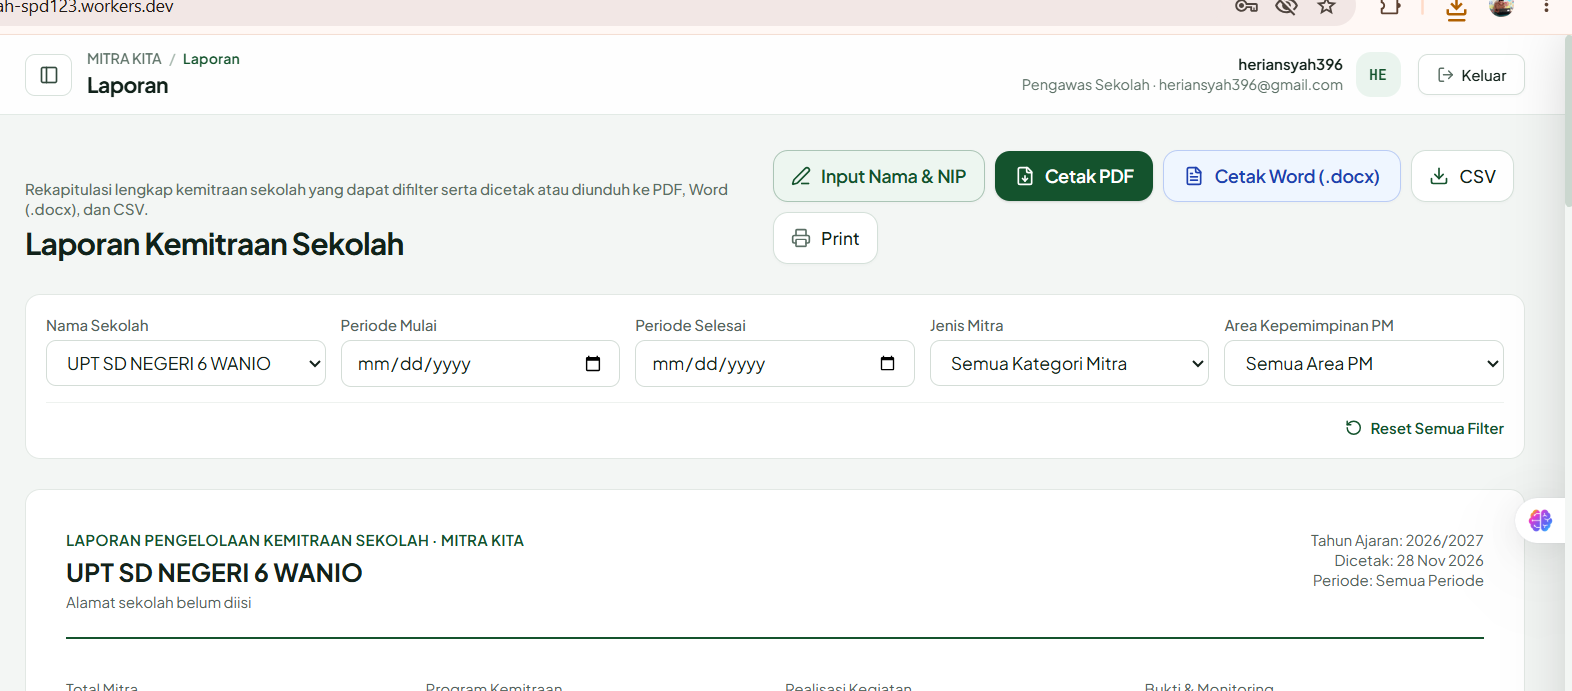 ah-spd123.workers.dev
MITRA KITA / Laporan
Laporan
heriansyah396
Pengawas Sekolah · heriansyah396@gmail.com
HE
Keluar
Rekapitulasi lengkap kemitraan sekolah yang dapat difilter serta dicetak atau diunduh ke PDF, Word
(.docx), dan CSV.
Laporan Kemitraan Sekolah
Input Nama & NIP
Cetak PDF
Cetak Word (.docx)
CSV
Print
Nama Sekolah
UPT SD NEGERI 6 WANIO
Periode Mulai
mm/dd/yyyy
Periode Selesai
mm/dd/yyyy
Jenis Mitra
Semua Kategori Mitra
Area Kepemimpinan PM
Semua Area PM
Reset Semua Filter
LAPORAN PENGELOLAAN KEMITRAAN SEKOLAH · MITRA KITA
UPT SD NEGERI 6 WANIO
Alamat sekolah belum diisi
Tahun Ajaran: 2026/2027
Dicetak: 28 Nov 2026
Periode: Semua Periode
Total Mitra
Program Kemitraan
Realisasi Kegiatan
Bukti & Monitoring